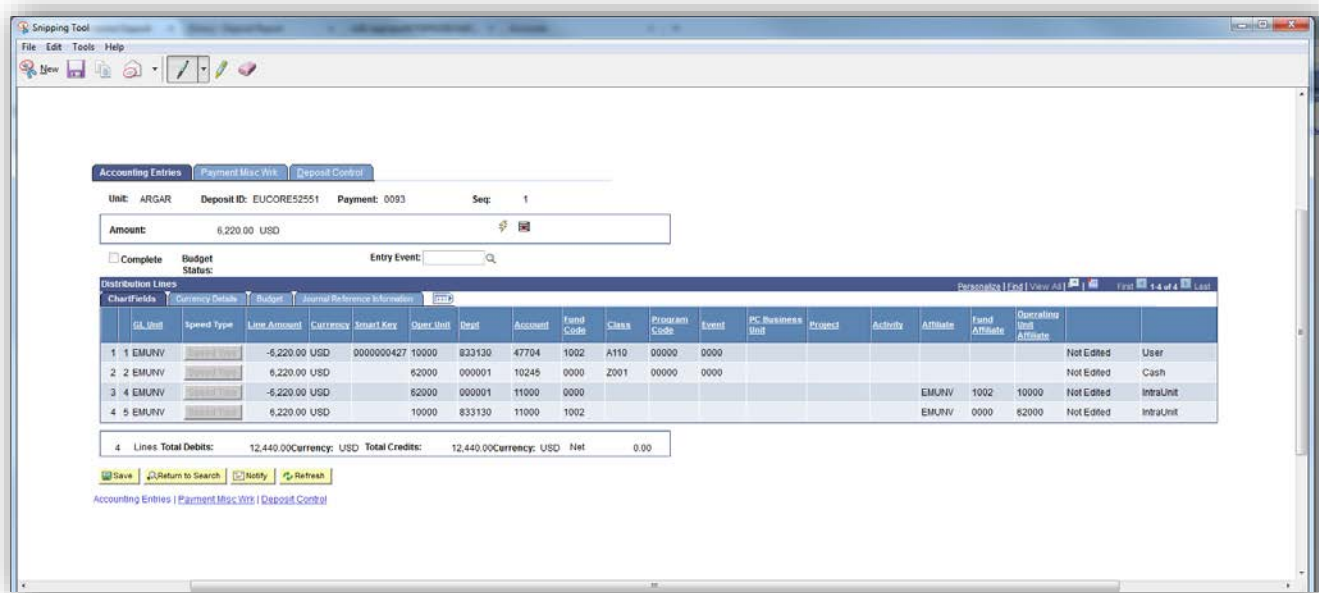 Snipping Tool
File Edit Tools Help
New
Accounting Entries Payment Misc Wrk Deposit Control
Unit: ARGAR Deposit ID: EUCORE52551 Payment: 0093 Seq: 1
Amount: 6,220.00 USD
Complete Budget Status: Entry Event:
Distribution Lines Personalize | Find | View All | First 1-4 of 4 Last
ChartFields Currency Details Budget Journal Reference Information
GL Unit Speed Type Line Amount Currency Smart Key Oper Unit Dept Account Fund Code Class Program Code Event PC Business Unit Project Activity Affiliate Fund Affiliate Operating Unit Affiliate
1 1 EMUNV Speed Type -6,220.00 USD 0000000427 10000 833130 47704 1002 A110 00000 0000 Not Edited User
2 2 EMUNV Speed Type 6,220.00 USD 62000 000001 10245 0000 Z001 00000 0000 Not Edited Cash
3 4 EMUNV Speed Type -6,220.00 USD 62000 000001 11000 0000 EMUNV 1002 10000 Not Edited IntraUnit
4 5 EMUNV Speed Type 6,220.00 USD 10000 833130 11000 1002 EMUNV 0000 62000 Not Edited IntraUnit
4 Lines Total Debits: 12,440.00 Currency: USD Total Credits: 12,440.00 Currency: USD Net 0.00
Save Return to Search Notify Refresh
Accounting Entries | Payment Misc Wrk | Deposit Control